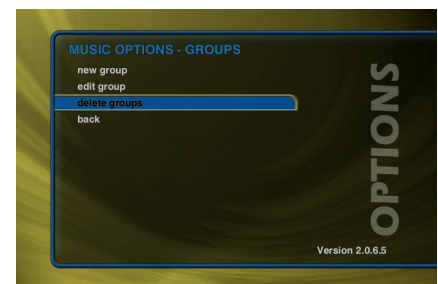 MUSIC OPTIONS - GROUPS
new group
edit group
delete groups
back
OPTIONS
Version 2.0.6.5